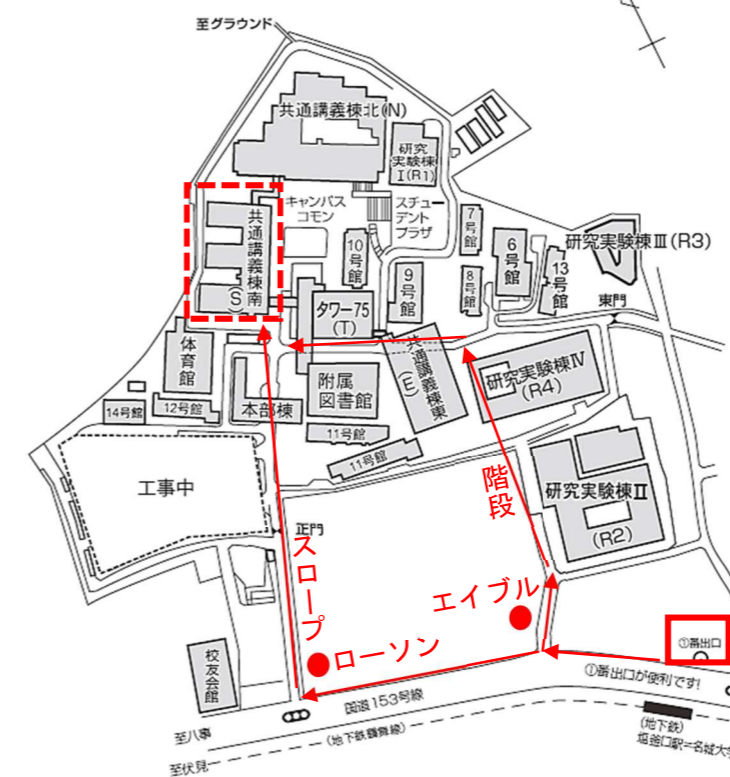 至グラウンド
共通講義棟北(N)
研究
実験棟
I(R1)
キャンパス
コモン
スチュー
デント
プラザ
共通講義棟南
(S)
10号館
7号館
6号館
研究実験棟Ⅲ(R3)
13号館
8号館
9号館
東門
タワー75
(T)
体育館
共通講義棟東
(E)
附属
図書館
研究実験棟Ⅳ
(R4)
14号館
12号館
本部棟
11号館
11号館
工事中
階段
研究実験棟Ⅱ
(R2)
正門
スロープ
エイブル
ローソン
①番出口
校友会館
①番出口が便利です!
国道153号線
至八事
(地下鉄鶴舞線)
(地下鉄)
塩釜口駅=名城大
至伏見